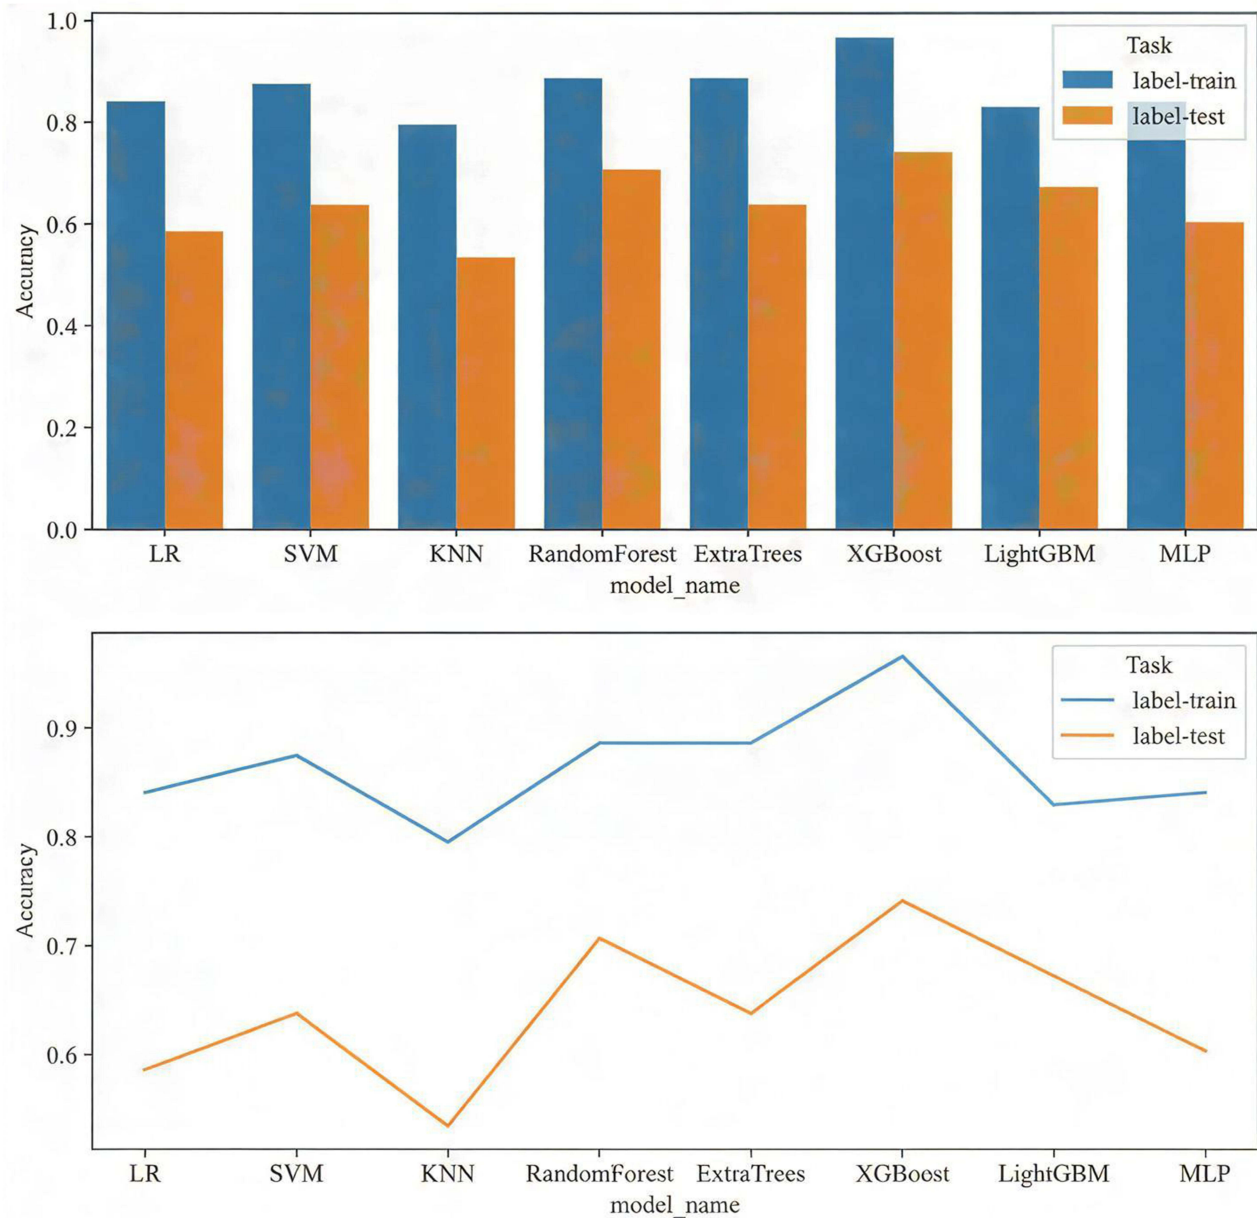 1.0
0.8
0.6
0.4
0.2
0.0
Accuracy
Task
label-train
label-test
LR SVM KNN RandomForest ExtraTrees XGBoost LightGBM MLP
model_name
0.9
0.8
0.7
0.6
Accuracy
Task
label-train
label-test
LR SVM KNN RandomForest ExtraTrees XGBoost LightGBM MLP
model_name